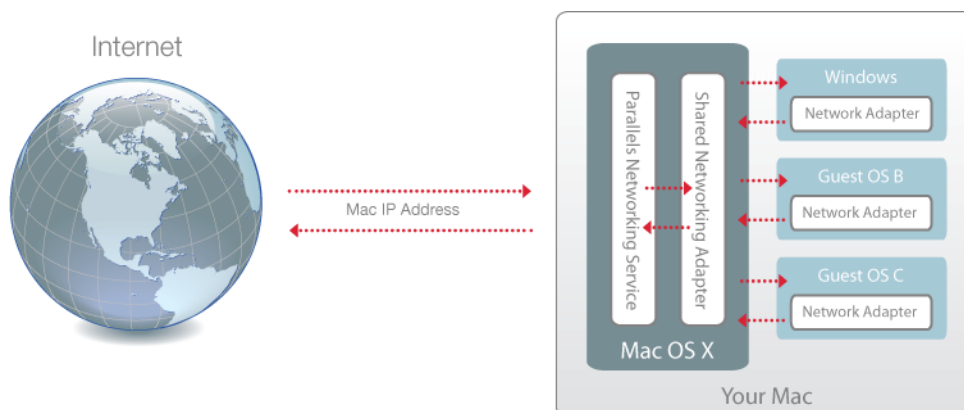 Internet
Mac IP Address
Parallels Networking Service
Shared Networking Adapter
Mac OS X
Windows
Network Adapter
Guest OS B
Network Adapter
Guest OS C
Network Adapter
Your Mac